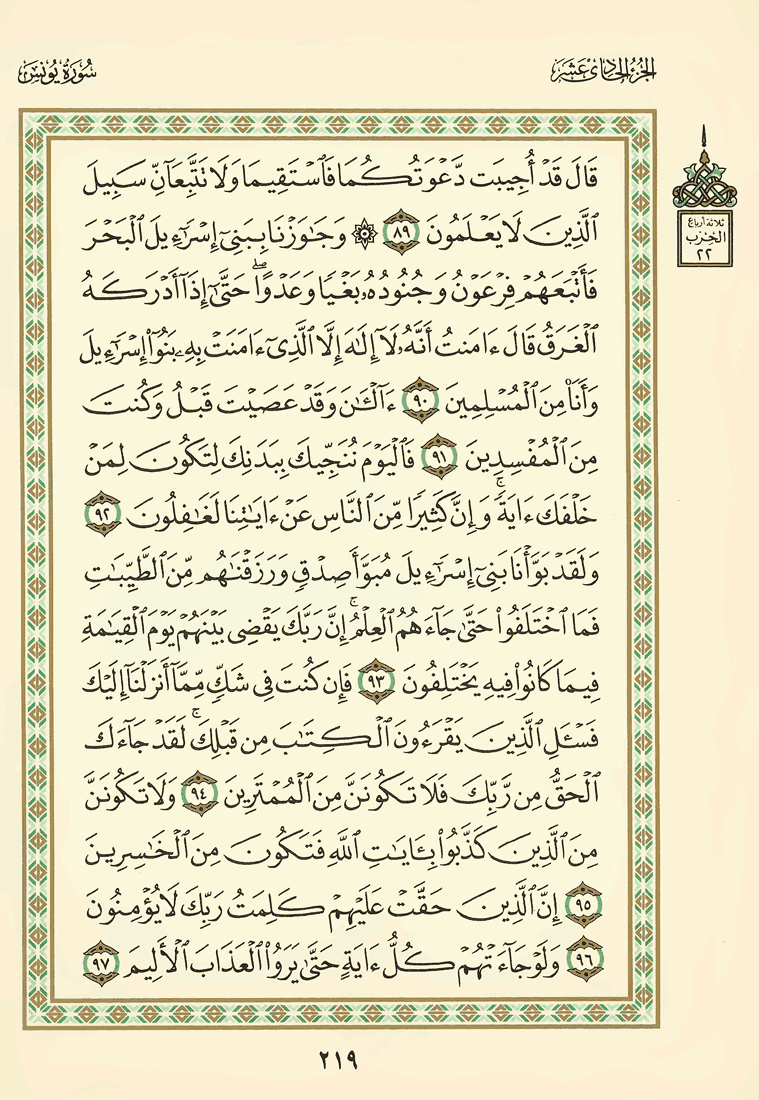 الجزء الحادي عشر
سورة يونس
قَالَ قَدْ أُجِيبَت دَّعْوَتُكُمَا فَٱسْتَقِيمَا وَلَا تَتَّبِعَآنِّ سَبِيلَ
ٱلَّذِينَ لَا يَعْلَمُونَ ٨٩ ۞ وَجَٰوَزْنَا بِبَنِىٓ إِسْرَٰٓءِيلَ ٱلْبَحْرَ
فَأَتْبَعَهُمْ فِرْعَوْنُ وَجُنُودُهُۥ بَغْيًا وَعَدْوًا ۖ حَتَّىٰٓ إِذَآ أَدْرَكَهُ
ٱلْغَرَقُ قَالَ ءَامَنتُ أَنَّهُۥ لَآ إِلَٰهَ إِلَّا ٱلَّذِىٓ ءَامَنَتْ بِهِۦ بَنُوٓا۟ إِسْرَٰٓءِيلَ
وَأَنَا۠ مِنَ ٱلْمُسْلِمِينَ ٩٠ ءَآلْـَٰٔنَ وَقَدْ عَصَيْتَ قَبْلُ وَكُنتَ
مِنَ ٱلْمُفْسِدِينَ ٩١ فَٱلْيَوْمَ نُنَجِّيكَ بِبَدَنِكَ لِتَكُونَ لِمَنْ
خَلْفَكَ ءَايَةً ۚ وَإِنَّ كَثِيرًا مِّنَ ٱلنَّاسِ عَنْ ءَايَٰتِنَا لَغَٰفِلُونَ ٩٢
وَلَقَدْ بَوَّأْنَا بَنِىٓ إِسْرَٰٓءِيلَ مُبَوَّأَ صِدْقٍ وَرَزَقْنَٰهُم مِّنَ ٱلطَّيِّبَٰتِ
فَمَا ٱخْتَلَفُوا۟ حَتَّىٰ جَآءَهُمُ ٱلْعِلْمُ ۚ إِنَّ رَبَّكَ يَقْضِى بَيْنَهُمْ يَوْمَ ٱلْقِيَٰمَةِ
فِيمَا كَانُوا۟ فِيهِ يَخْتَلِفُونَ ٩٣ فَإِن كُنتَ فِى شَكٍّ مِّمَّآ أَنزَلْنَآ إِلَيْكَ
فَسْـَٔلِ ٱلَّذِينَ يَقْرَءُونَ ٱلْكِتَٰبَ مِن قَبْلِكَ ۚ لَقَدْ جَآءَكَ
ٱلْحَقُّ مِن رَّبِّكَ فَلَا تَكُونَنَّ مِنَ ٱلْمُمْتَرِينَ ٩٤ وَلَا تَكُونَنَّ
مِنَ ٱلَّذِينَ كَذَّبُوا۟ بِـَٔايَٰتِ ٱللَّهِ فَتَكُونَ مِنَ ٱلْخَٰسِرِينَ
٩٥ إِنَّ ٱلَّذِينَ حَقَّتْ عَلَيْهِمْ كَلِمَتُ رَبِّكَ لَا يُؤْمِنُونَ
٩٦ وَلَوْ جَآءَتْهُمْ كُلُّ ءَايَةٍ حَتَّىٰ يَرَوُا۟ ٱلْعَذَابَ ٱلْأَلِيمَ ٩٧
ثلاثة أرباع
الحزب
٢٢
٢١٩